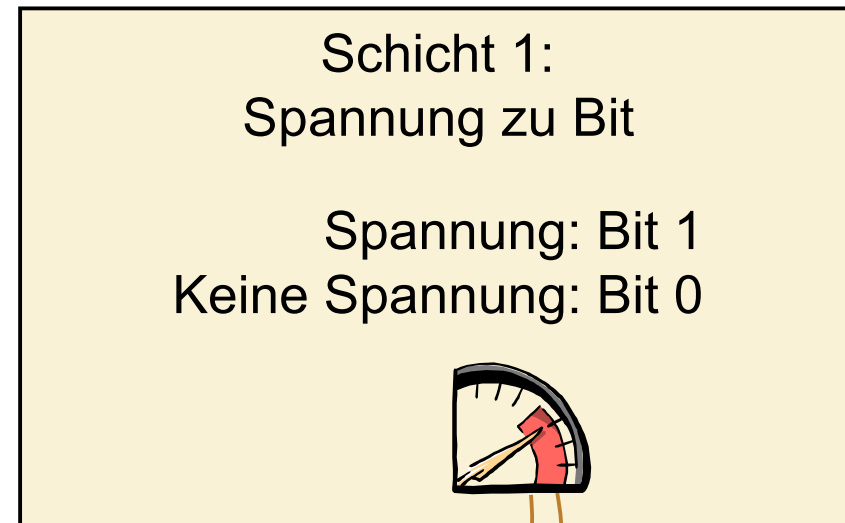 Schicht 1:
Spannung zu Bit
Spannung: Bit 1
Keine Spannung: Bit 0